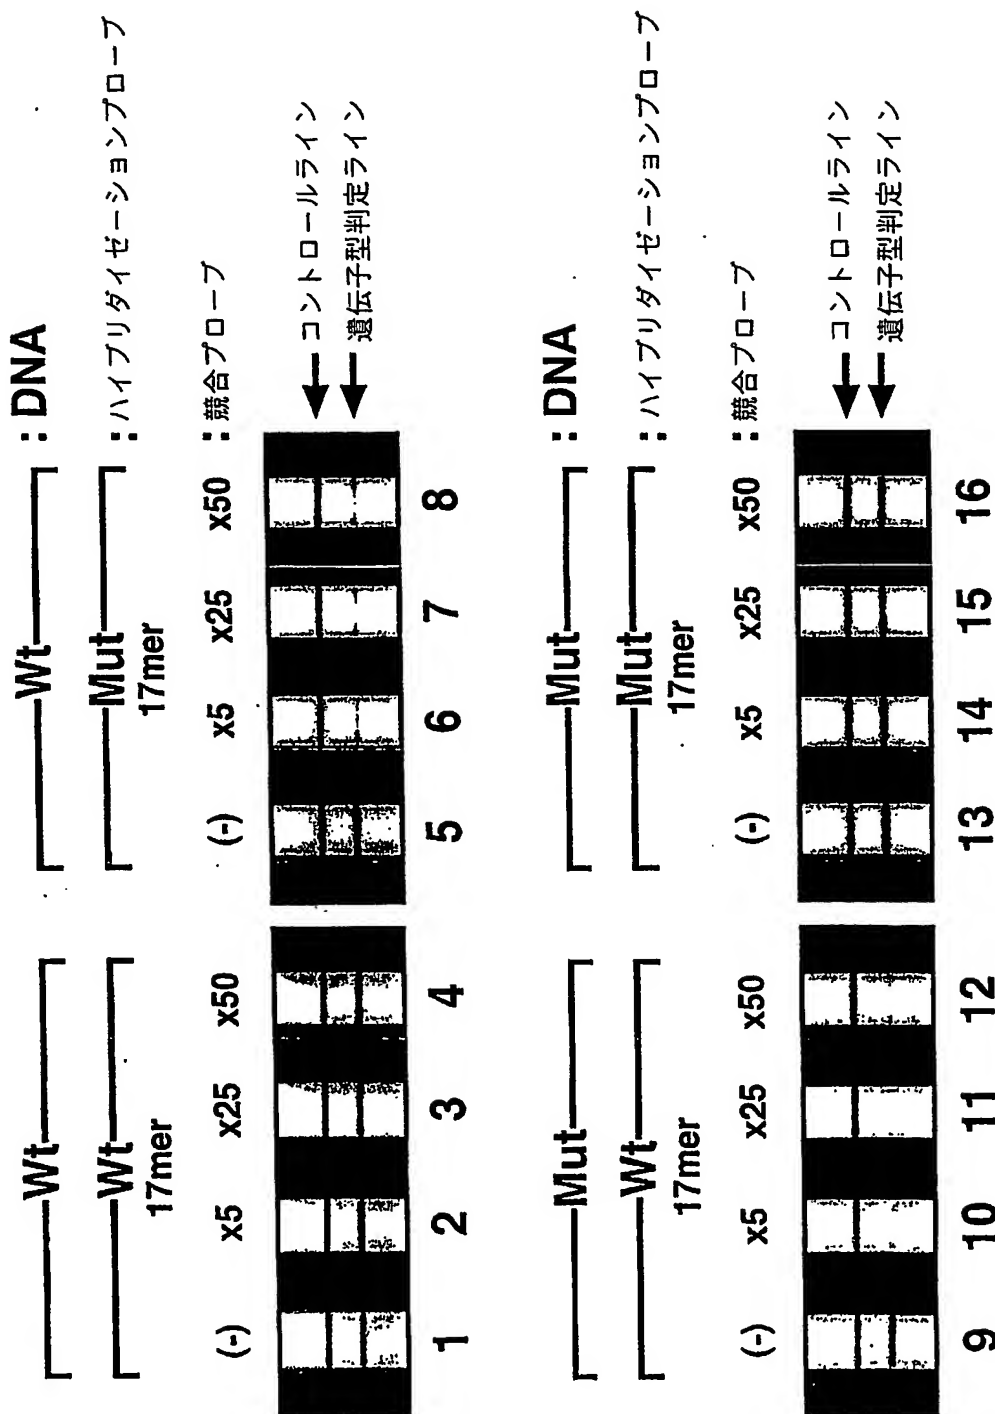 Wt Wt :DNA
Wt Mut :ハイブリダイゼーションプローブ
17mer 17mer
(-) x5 x25 x50 (-) x5 x25 x50 :競合プローブ
コントロールライン
遺伝子型判定ライン
1 2 3 4 5 6 7 8
Mut Mut :DNA
Wt Mut :ハイブリダイゼーションプローブ
17mer 17mer
(-) x5 x25 x50 (-) x5 x25 x50 :競合プローブ
コントロールライン
遺伝子型判定ライン
9 10 11 12 13 14 15 16